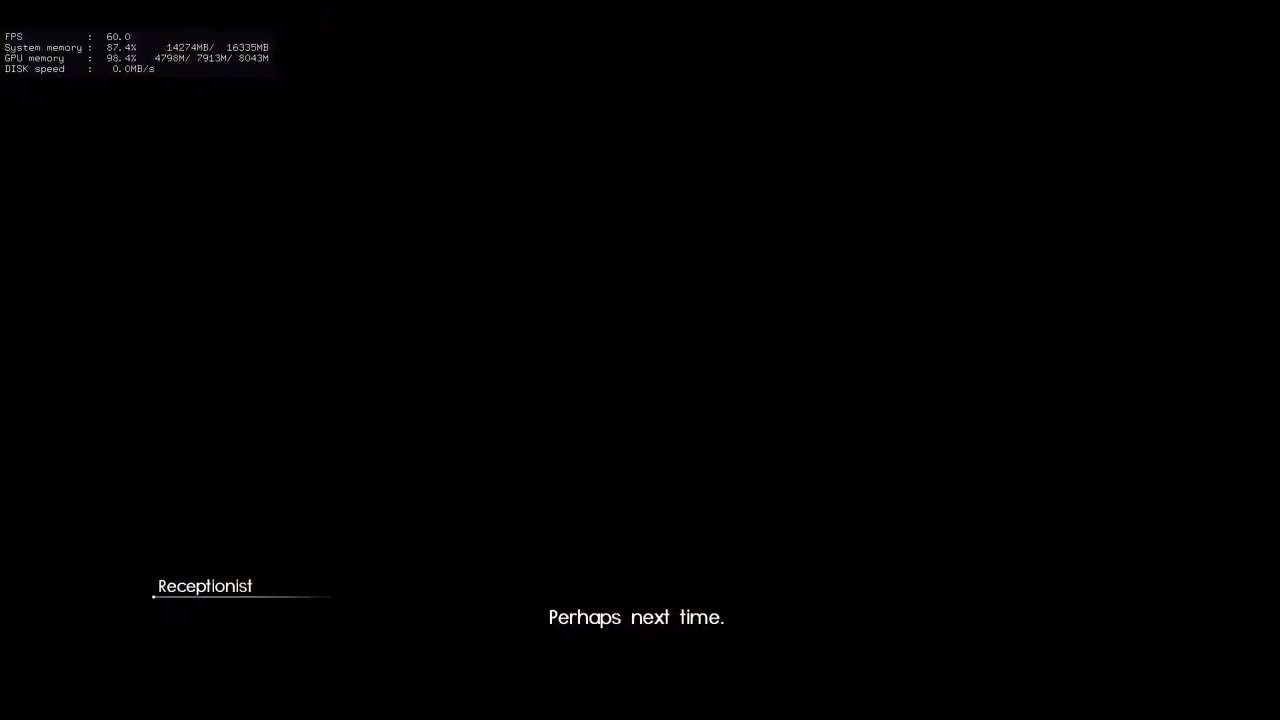 FPS : 60.0
System memory : 87.4% 14274MB/ 16335MB
GPU memory : 98.4% 4798M/ 7913M/ 8043M
DISK speed : 0.0MB/s
Receptionist
Perhaps next time.